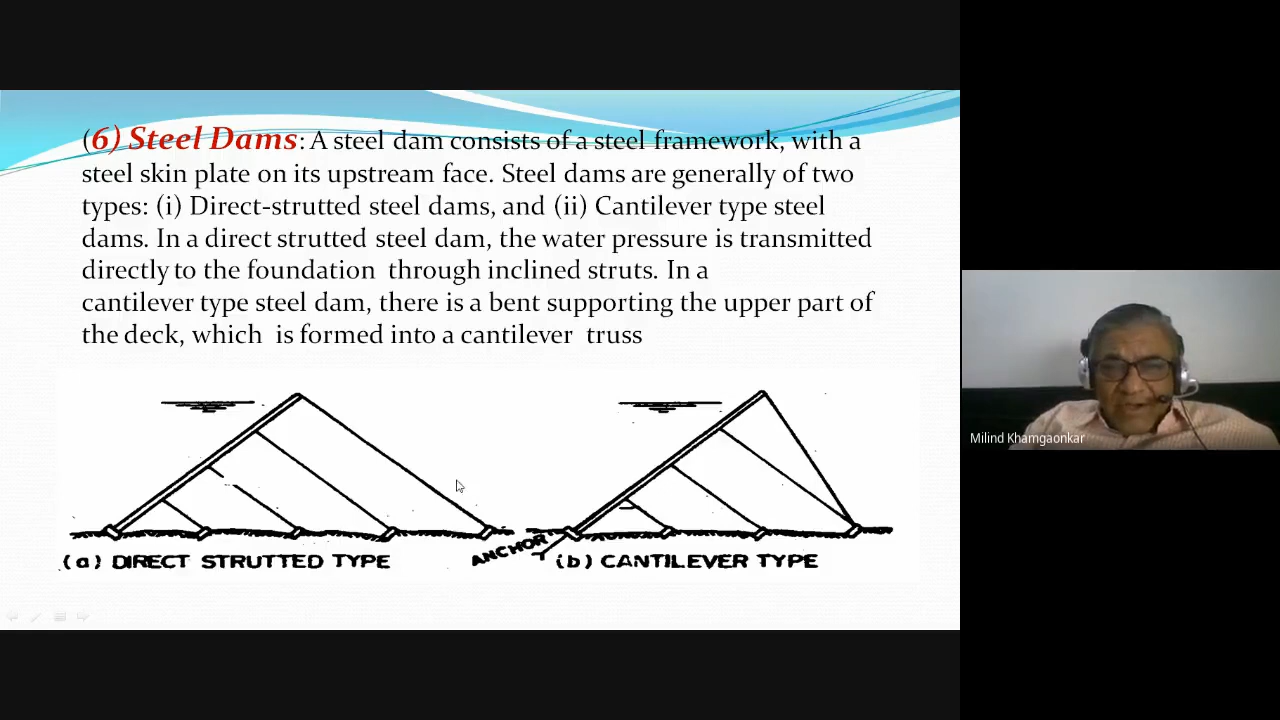 (6) Steel Dams: A steel dam consists of a steel framework, with a
steel skin plate on its upstream face. Steel dams are generally of two
types: (i) Direct-strutted steel dams, and (ii) Cantilever type steel
dams. In a direct strutted steel dam, the water pressure is transmitted
directly to the foundation through inclined struts. In a
cantilever type steel dam, there is a bent supporting the upper part of
the deck, which is formed into a cantilever truss
ANCHOR
(a) DIRECT STRUTTED TYPE
(b) CANTILEVER TYPE
Milind Khamgaonkar